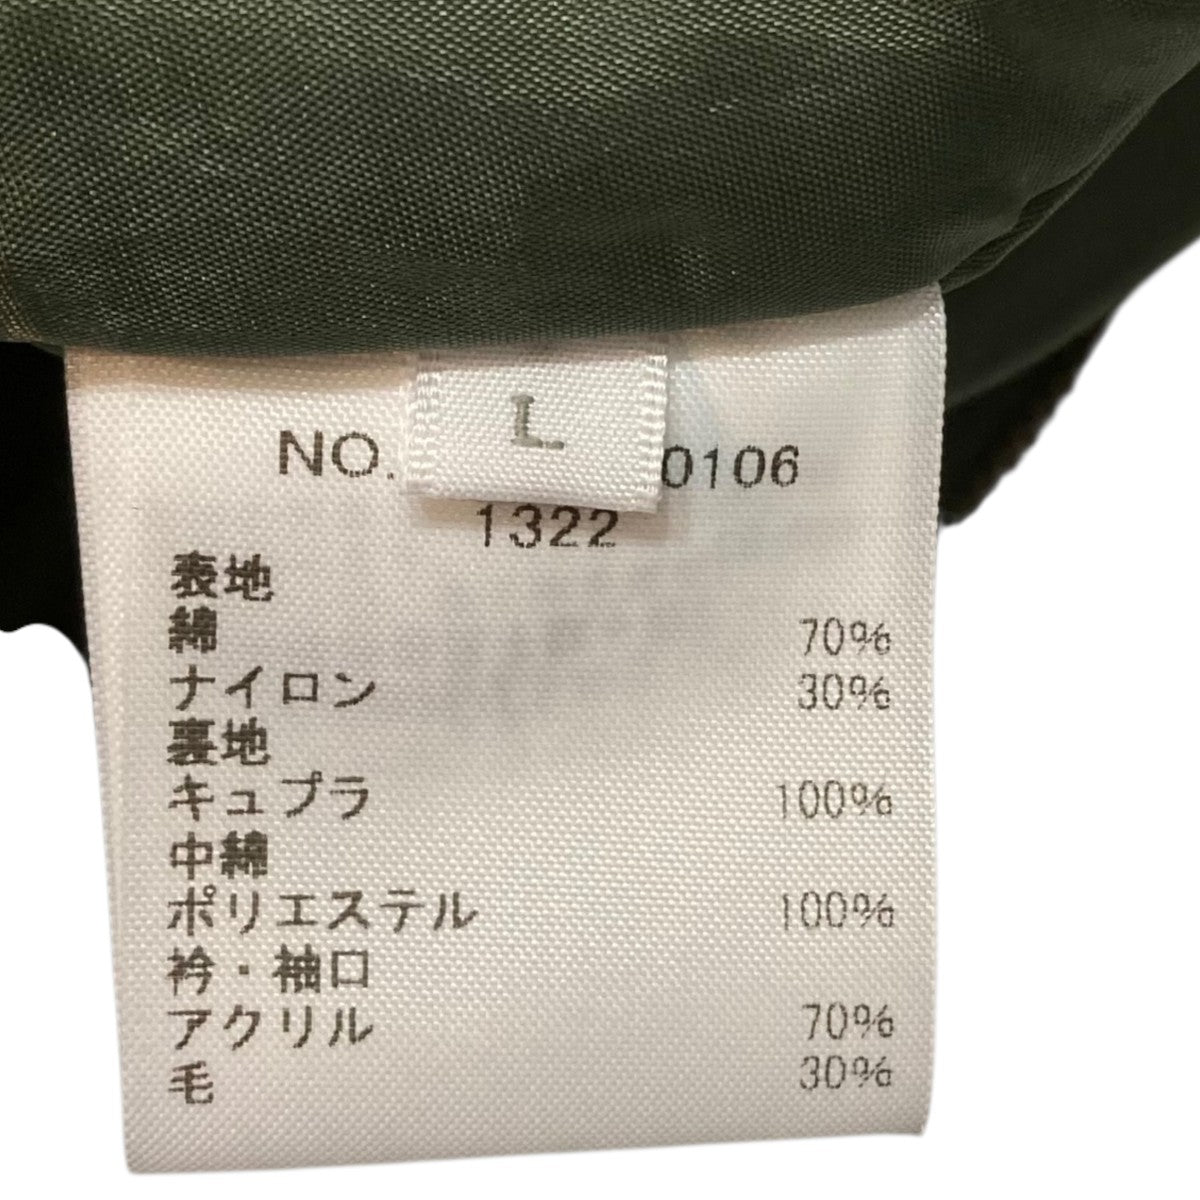 L
NO. 0106
1322
表地
綿 70%
ナイロン 30%
裏地
キュプラ 100%
中綿
ポリエステル 100%
衿・袖口
アクリル 70%
毛 30%